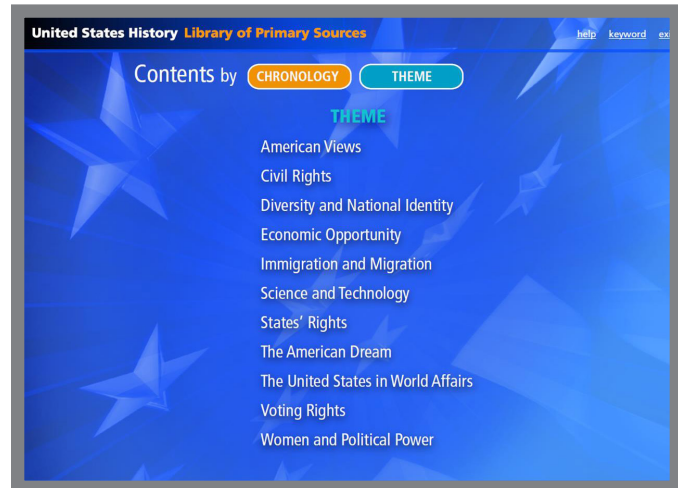 United States History Library of Primary Sources
help keyword
Contents by CHRONOLOGY THEME
THEME
American Views
Civil Rights
Diversity and National Identity
Economic Opportunity
Immigration and Migration
Science and Technology
States' Rights
The American Dream
The United States in World Affairs
Voting Rights
Women and Political Power